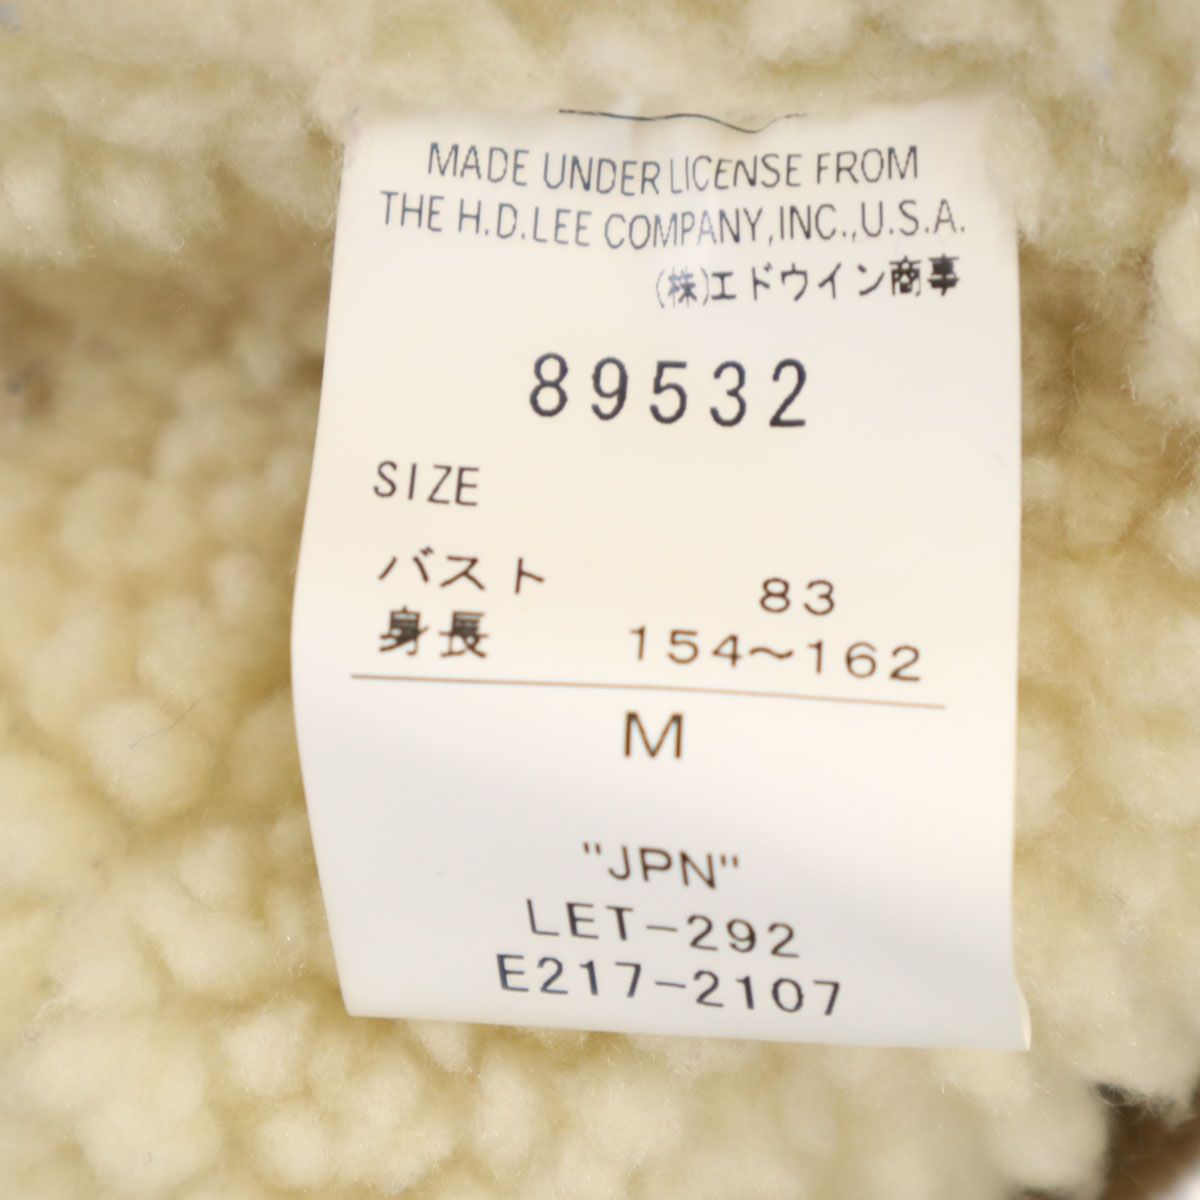 MADE UNDER LICENSE FROM
THE H.D.LEE COMPANY,INC.,U.S.A.
(株)エドウイン商事
89532
SIZE
バスト 83
身長 154～162
M
"JPN"
LET-292
E217-2107